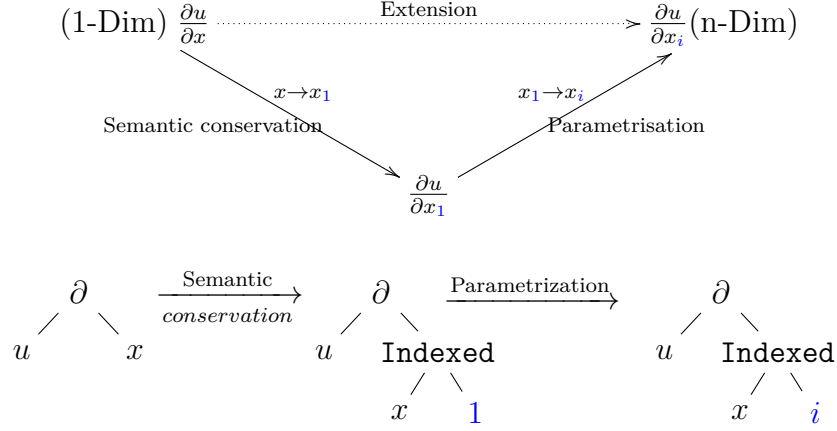 Extension
(1-Dim) ∂u/∂x ∂u/∂x_i (n-Dim)
x→x_1 x_1→x_i
Semantic conservation Parametrisation
∂u/∂x_1
∂ Semantic ∂ Parametrization ∂
conservation
u x u Indexed u Indexed
x 1 x i